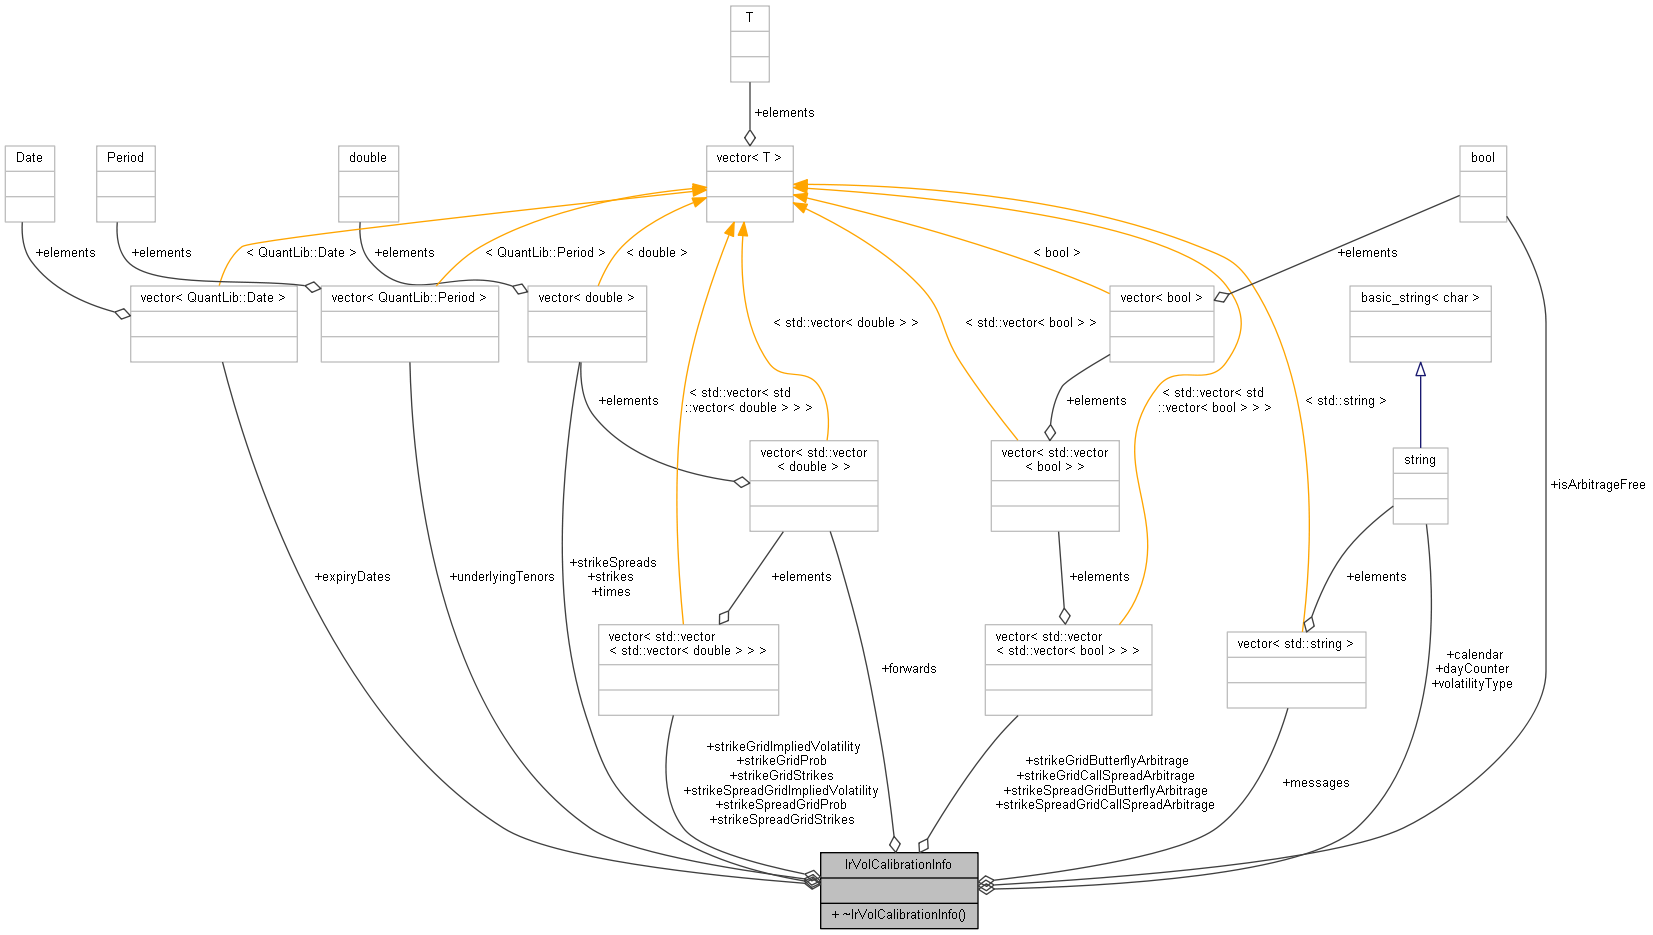 T
+elements
Date
Period
double
vector< T >
bool
+elements
+elements
+elements
< QuantLib::Date >
< QuantLib::Period >
< double >
< bool >
+elements
vector< QuantLib::Date >
vector< QuantLib::Period >
vector< double >
vector< bool >
basic_string< char >
< std::vector< double > >
< std::vector< bool > >
+elements
< std::vector< std
::vector< double > > >
+elements
< std::vector< std
::vector< bool > > >
< std::string >
vector< std::vector
< double > >
vector< std::vector
< bool > >
string
+isArbitrageFree
+expiryDates
+underlyingTenors
+strikeSpreads
+strikes
+times
+elements
+elements
+elements
vector< std::vector
< std::vector< double > > >
vector< std::vector
< std::vector< bool > > >
vector< std::string >
+forwards
+calendar
+dayCounter
+volatilityType
+strikeGridImpliedVolatility
+strikeGridProb
+strikeGridStrikes
+strikeSpreadGridImpliedVolatility
+strikeSpreadGridProb
+strikeSpreadGridStrikes
+strikeGridButterflyArbitrage
+strikeGridCallSpreadArbitrage
+strikeSpreadGridButterflyArbitrage
+strikeSpreadGridCallSpreadArbitrage
+messages
IrVolCalibrationInfo
+ ~IrVolCalibrationInfo()